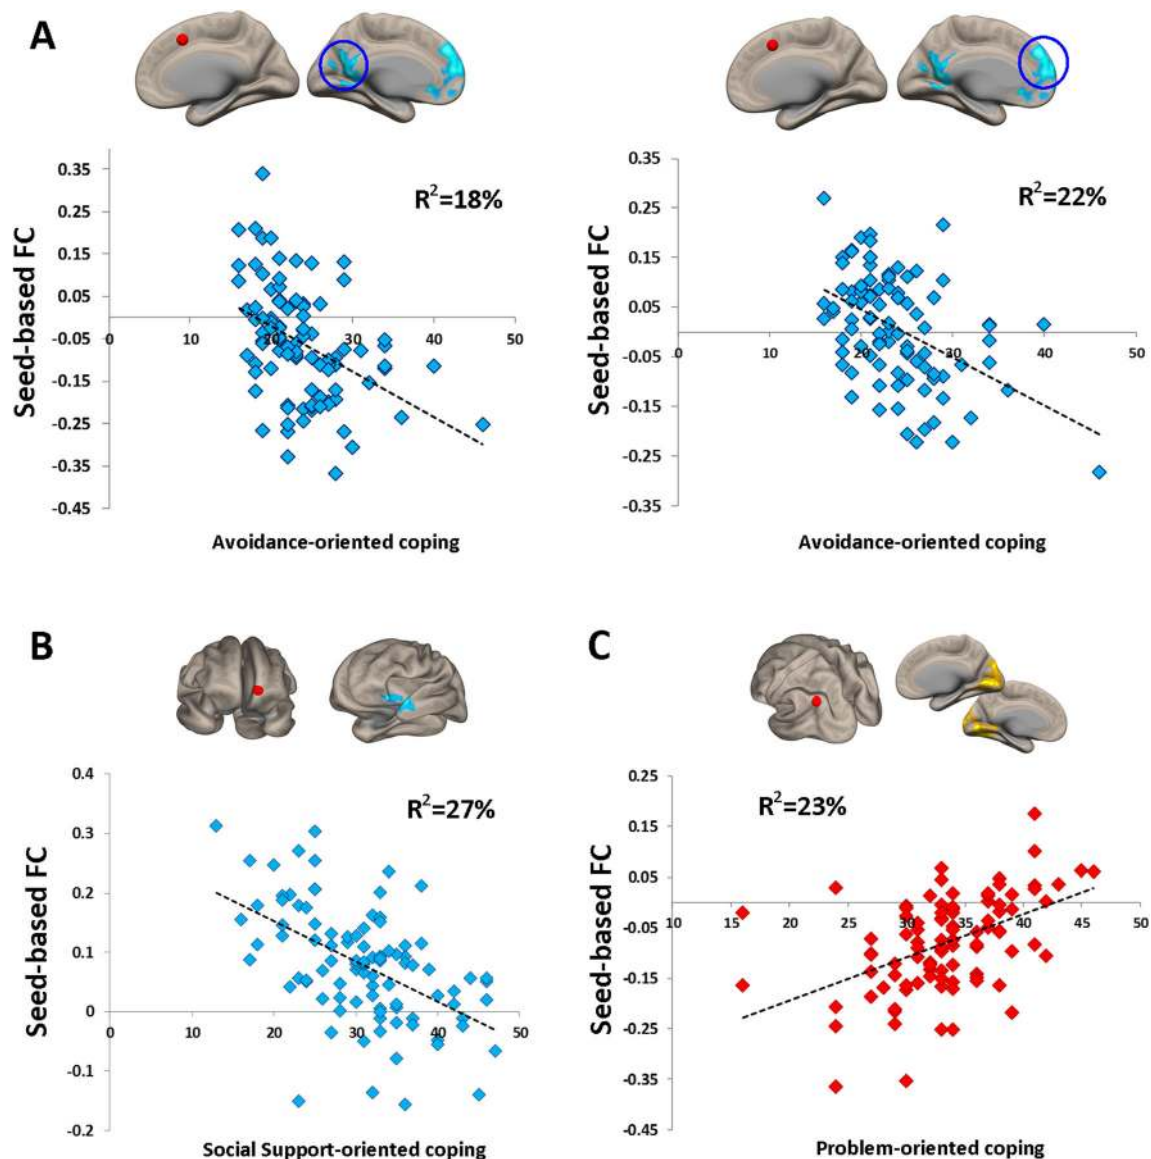 A
R²=18%
Seed-based FC
0.35
0.25
0.15
0.05
-0.05
-0.15
-0.25
-0.35
-0.45
0 10 20 30 40 50
Avoidance-oriented coping
R²=22%
Seed-based FC
0.35
0.25
0.15
0.05
-0.05
-0.15
-0.25
-0.35
0 10 20 30 40 50
Avoidance-oriented coping
B
R²=27%
Seed-based FC
0.4
0.3
0.2
0.1
0
-0.1
-0.2
0 10 20 30 40 50
Social Support-oriented coping
C
R²=23%
Seed-based FC
0.25
0.15
0.05
-0.05
-0.15
-0.25
-0.35
-0.45
10 15 20 25 30 35 40 45 50
Problem-oriented coping